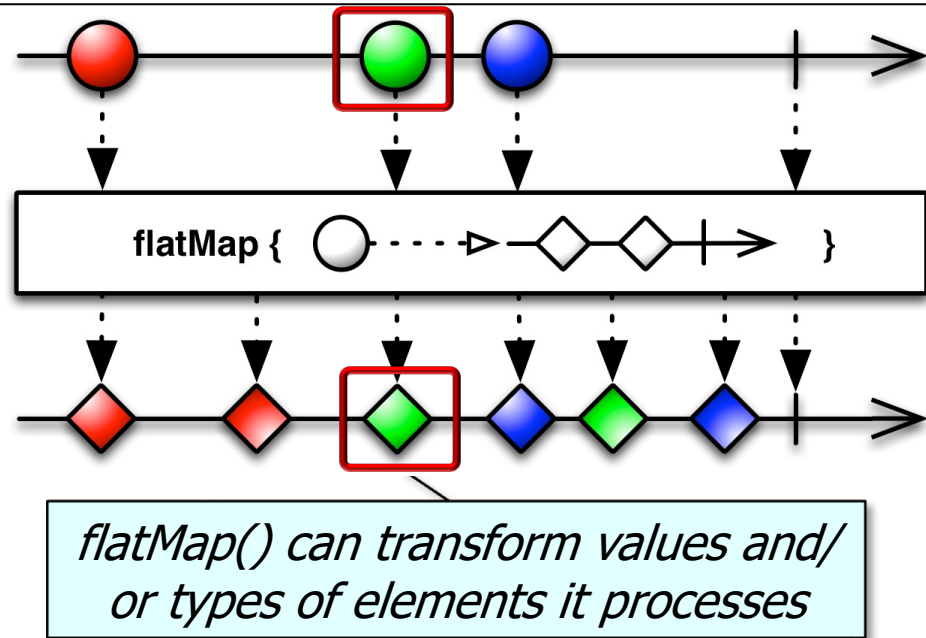 flatMap { }
flatMap() can transform values and/
or types of elements it processes